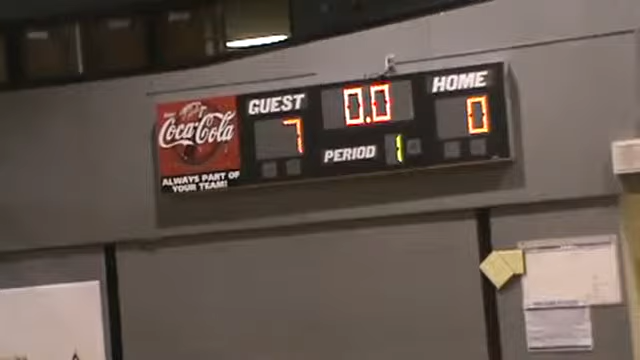 GUEST
HOME
0.0
7
0
PERIOD 1
Coca-Cola
ALWAYS PART OF
YOUR TEAM!